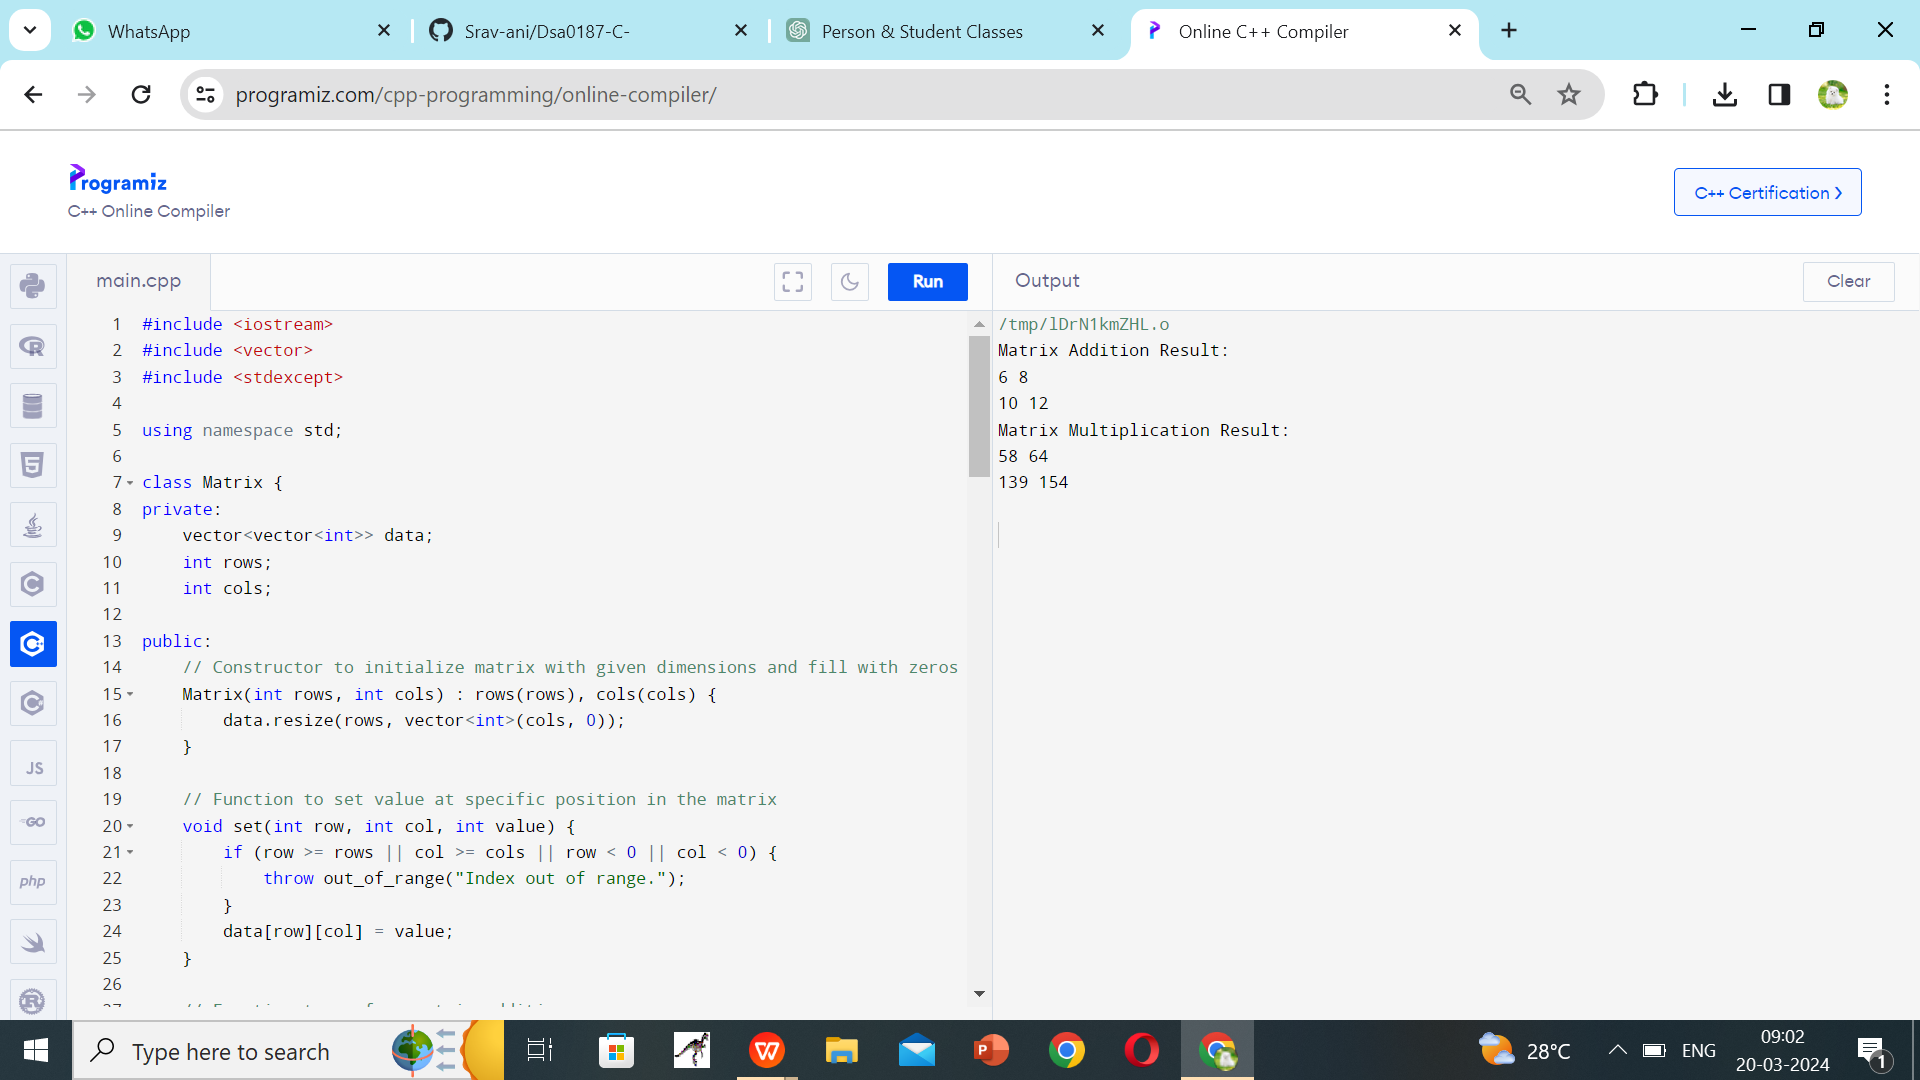 WhatsApp
Srav-ani/Dsa0187-C-
Person & Student Classes
Online C++ Compiler
programiz.com/cpp-programming/online-compiler/
Programiz
C++ Online Compiler
C++ Certification >
main.cpp
Run
Output
Clear
1 #include <iostream>
2 #include <vector>
3 #include <stdexcept>
4
5 using namespace std;
6
7 class Matrix {
8 private:
9 vector<vector<int>> data;
10 int rows;
11 int cols;
12
13 public:
14 // Constructor to initialize matrix with given dimensions and fill with zeros
15 Matrix(int rows, int cols) : rows(rows), cols(cols) {
16 data.resize(rows, vector<int>(cols, 0));
17 }
18
19 // Function to set value at specific position in the matrix
20 void set(int row, int col, int value) {
21 if (row >= rows || col >= cols || row < 0 || col < 0) {
22 throw out_of_range("Index out of range.");
23 }
24 data[row][col] = value;
25 }
26
/tmp/lDrN1kmZHL.o
Matrix Addition Result:
6 8
10 12
Matrix Multiplication Result:
58 64
139 154
R
5
C
JS
GO
php
R
Type here to search
W
P
28°C
ENG
09:02
20-03-2024
1